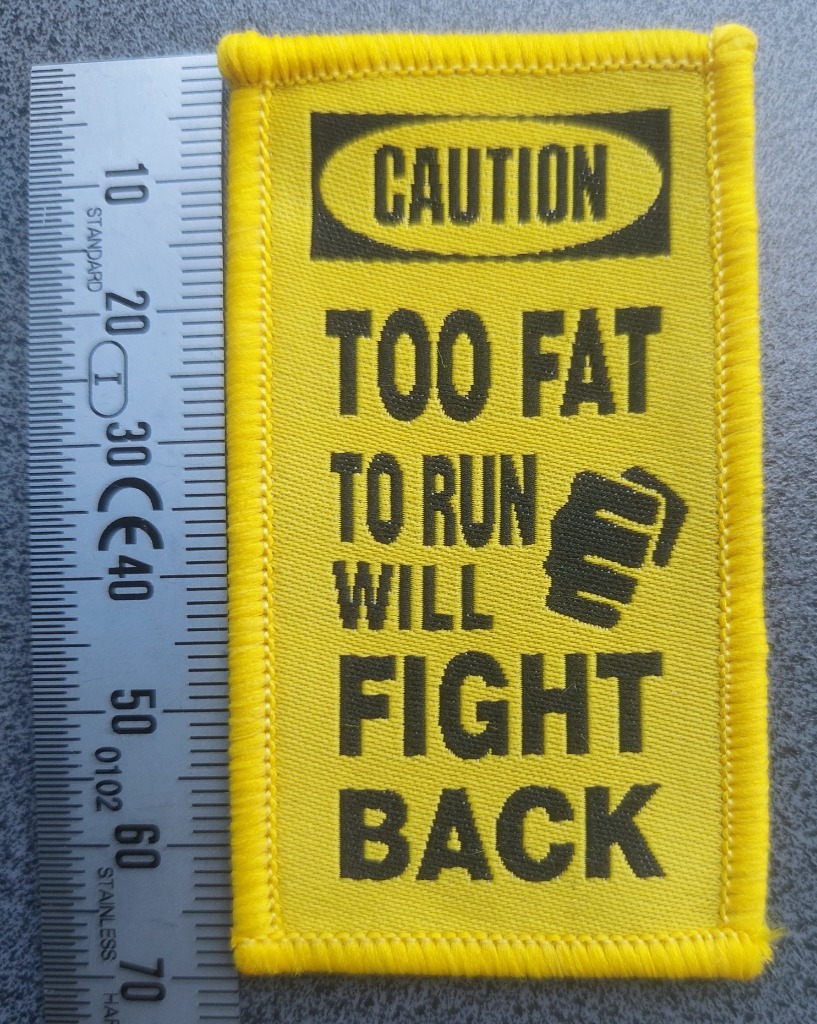 CAUTION
TOO FAT
TO RUN
WILL
FIGHT
BACK
10
STANDARD
20
I
30
CE
40
50
0102
60
STAINLESS
70